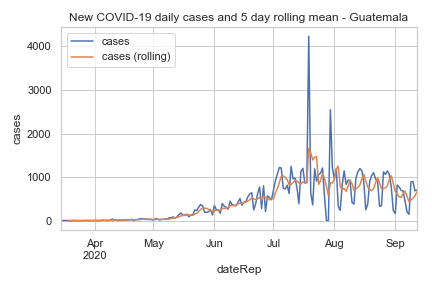 New COVID-19 daily cases and 5 day rolling mean - Guatemala
cases
cases (rolling)
4000
3000
2000
1000
0
cases
Apr
2020
May
Jun
Jul
Aug
Sep
dateRep